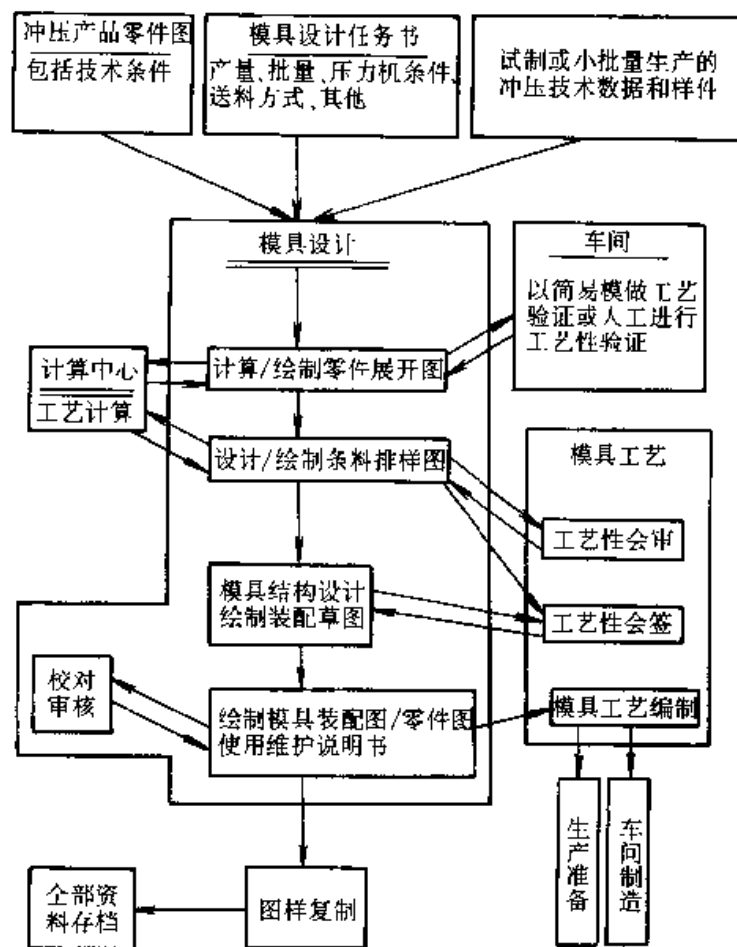 冲压产品零件图
包括技术条件
模具设计任务书
产量、批量、压力机条件、
送料方式、其他
试制或小批量生产的
冲压技术数据和样件
模具设计
车间
以简易模做工艺
验证或人工进行
工艺性验证
计算中心
工艺计算
计算/绘制零件展开图
设计/绘制条料排样图
模具工艺
工艺性会审
模具结构设计
绘制装配草图
工艺性会签
校对
审核
绘制模具装配图/零件图
使用维护说明书
模具工艺编制
生产准备
车间制造
全部资
料存档
图样复制